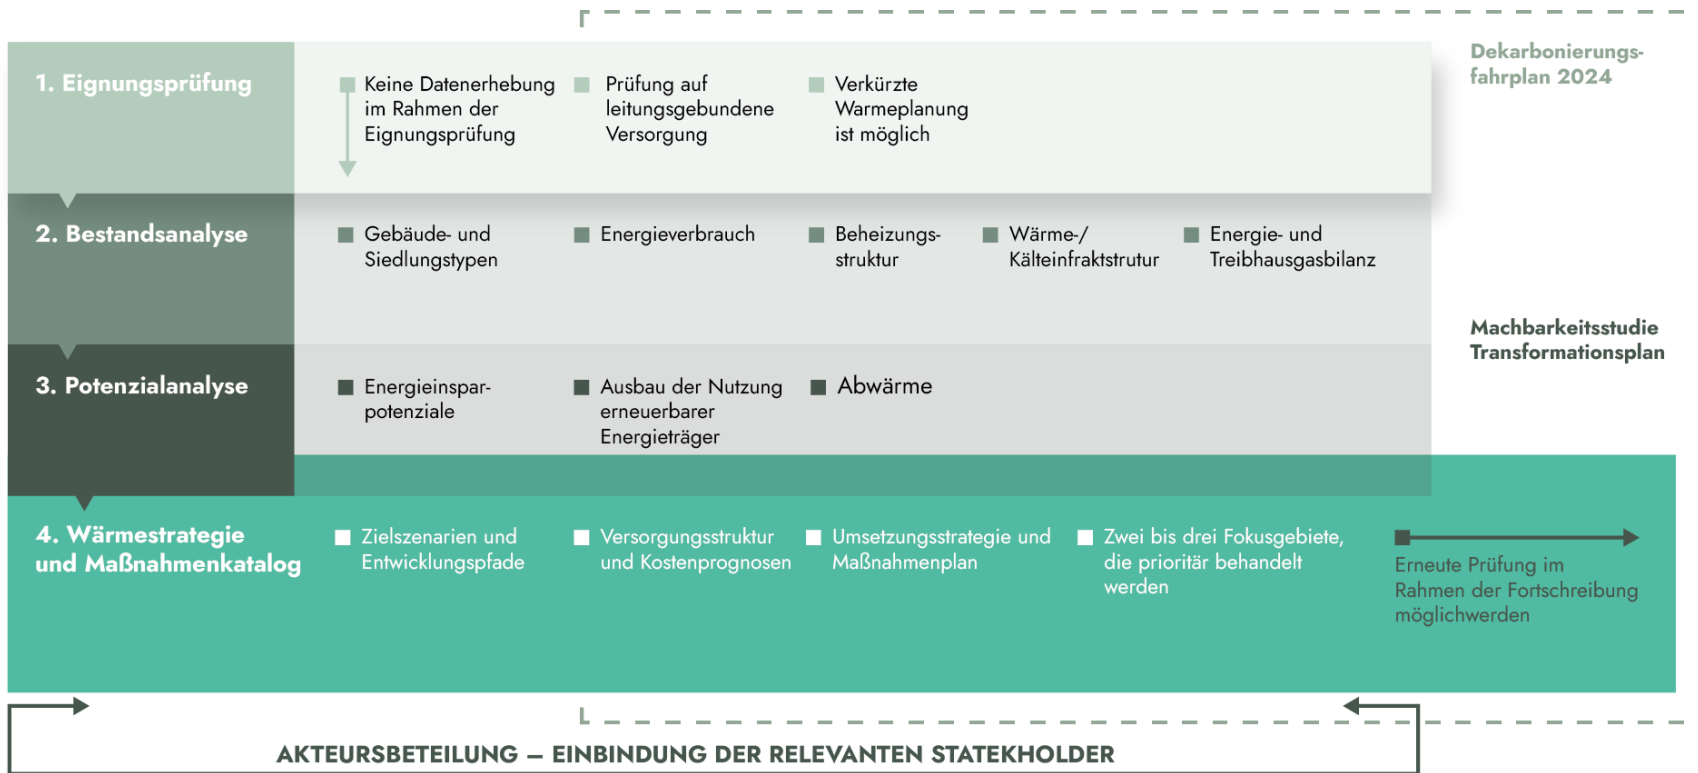 Dekarbonierungs-
fahrplan 2024
1. Eignungsprüfung
Keine Datenerhebung
im Rahmen der
Eignungsprüfung
Prüfung auf
leitungsgebundene
Versorgung
Verkürzte
Warmeplanung
ist möglich
2. Bestandsanalyse
Gebäude- und
Siedlungstypen
Energieverbrauch
Beheizungs-
struktur
Wärme-/
Kälteinfraktstrutur
Energie- und
Treibhausgasbilanz
Machbarkeitsstudie
Transformationsplan
3. Potenzialanalyse
Energieeinspar-
potenziale
Ausbau der Nutzung
erneuerbarer
Energieträger
Abwärme
4. Wärmestrategie
und Maßnahmenkatalog
Zielszenarien und
Entwicklungspfade
Versorgungsstruktur
und Kostenprognosen
Umsetzungsstrategie und
Maßnahmenplan
Zwei bis drei Fokusgebiete,
die prioritär behandelt
werden
Erneute Prüfung im
Rahmen der Fortschreibung
möglichwerden
AKTEURSBETEILUNG – EINBINDUNG DER RELEVANTEN STATEKHOLDER